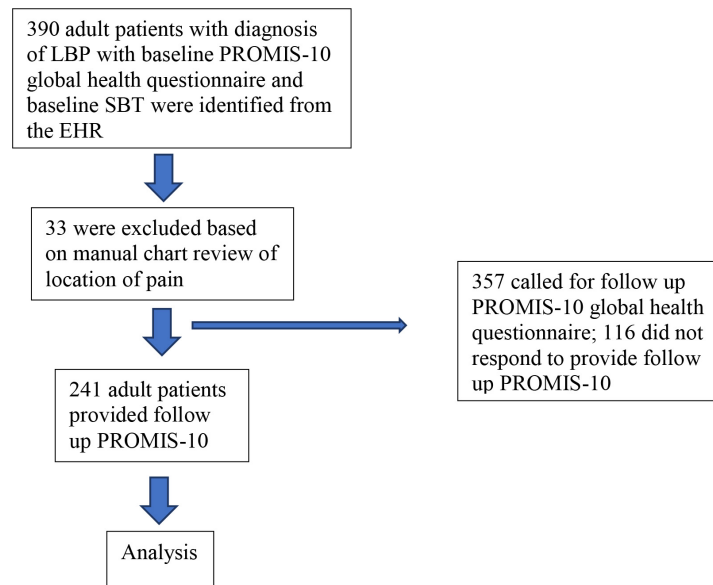 390 adult patients with diagnosis
of LBP with baseline PROMIS-10
global health questionnaire and
baseline SBT were identified from
the EHR
33 were excluded based
on manual chart review of
location of pain
357 called for follow up
PROMIS-10 global health
questionnaire; 116 did not
respond to provide follow
up PROMIS-10
241 adult patients
provided follow
up PROMIS-10
Analysis